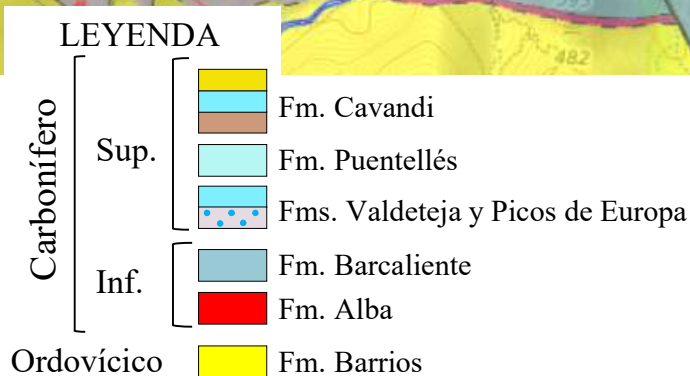 482
LEYENDA
Carbonífero
Sup.
Fm. Cavandi
Fm. Puentellés
Fms. Valdeteja y Picos de Europa
Inf.
Fm. Barcaliente
Fm. Alba
Ordovícico
Fm. Barrios